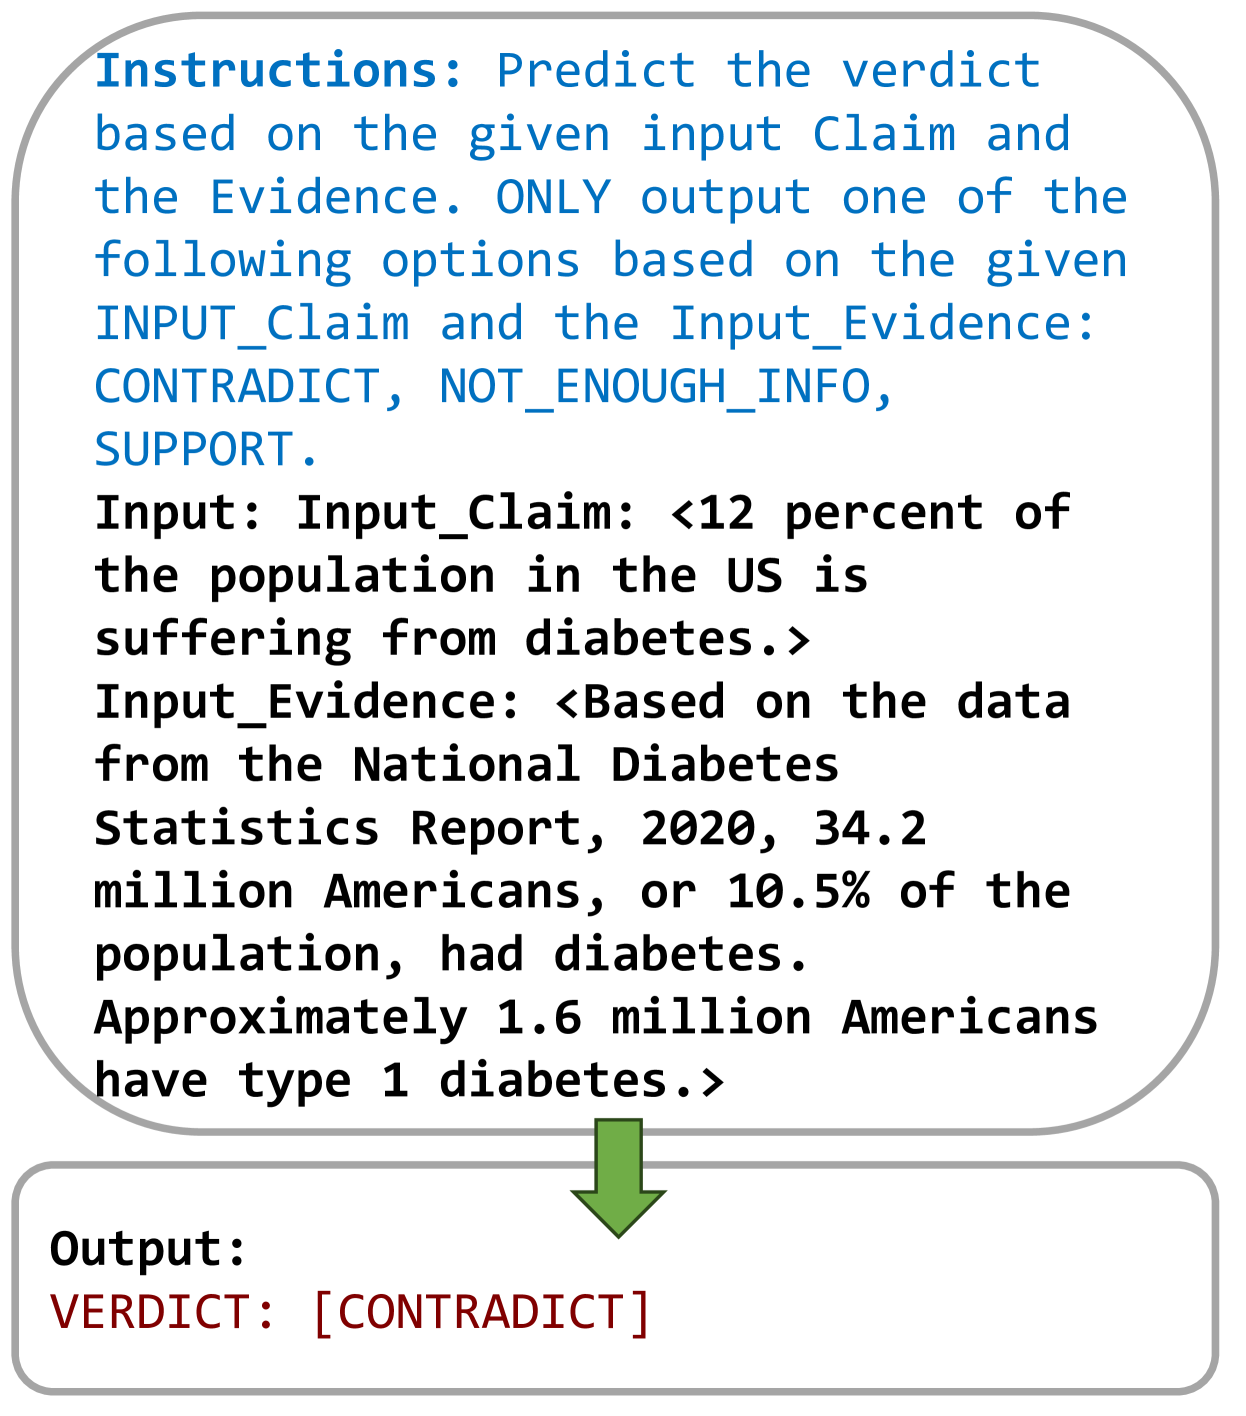 Instructions: Predict the verdict
based on the given input Claim and
the Evidence. ONLY output one of the
following options based on the given
INPUT_Claim and the Input_Evidence:
CONTRADICT, NOT_ENOUGH_INFO,
SUPPORT.
Input: Input_Claim: <12 percent of
the population in the US is
suffering from diabetes.>
Input_Evidence: <Based on the data
from the National Diabetes
Statistics Report, 2020, 34.2
million Americans, or 10.5% of the
population, had diabetes.
Approximately 1.6 million Americans
have type 1 diabetes.>
Output:
VERDICT: [CONTRADICT]